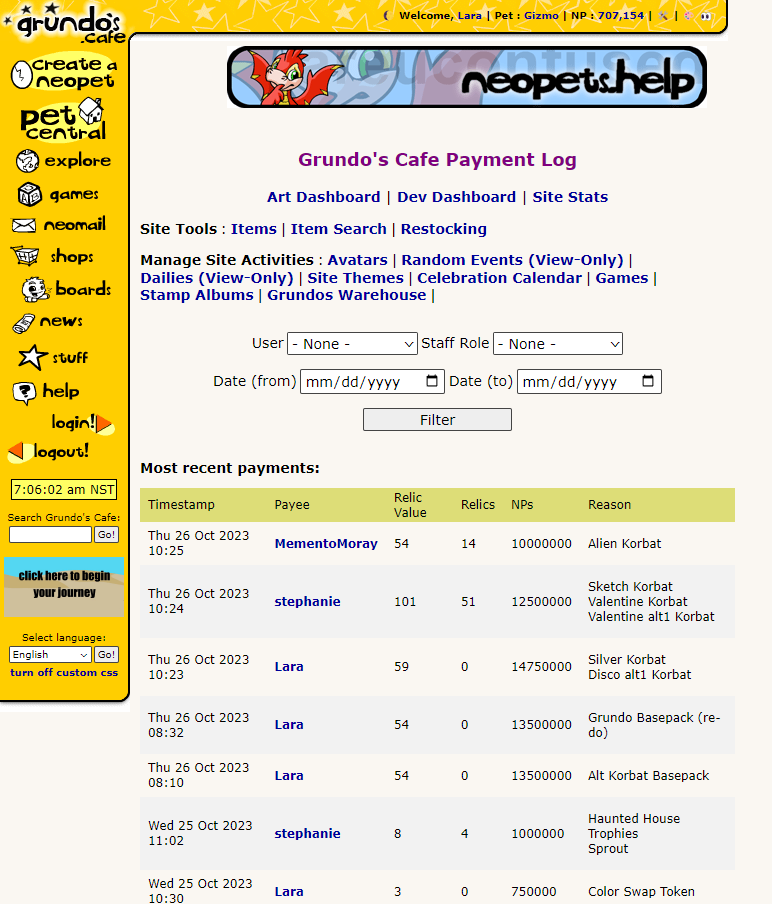 grundo's
.cafe
Welcome, Lara | Pet : Gizmo | NP : 707,154 | |
create a
neopet
pet
central
explore
games
neomail
shops
boards
news
stuff
help
login!
logout!
7:06:02 am NST
Search Grundo's Cafe:
Go!
click here to begin
your journey
Select language:
English Go!
turn off custom css
neopets.help
Grundo's Cafe Payment Log
Art Dashboard | Dev Dashboard | Site Stats
Site Tools : Items | Item Search | Restocking
Manage Site Activities : Avatars | Random Events (View-Only) |
Dailies (View-Only) | Site Themes | Celebration Calendar | Games |
Stamp Albums | Grundos Warehouse |
User - None - Staff Role - None -
Date (from) mm/dd/yyyy Date (to) mm/dd/yyyy
Filter
Most recent payments:
Timestamp Payee Relic Value Relics NPs Reason
Thu 26 Oct 2023 10:25 MementoMoray 54 14 10000000 Alien Korbat
Thu 26 Oct 2023 10:24 stephanie 101 51 12500000 Sketch Korbat
Valentine Korbat
Valentine alt1 Korbat
Thu 26 Oct 2023 10:23 Lara 59 0 14750000 Silver Korbat
Disco alt1 Korbat
Thu 26 Oct 2023 08:32 Lara 54 0 13500000 Grundo Basepack (re-
do)
Thu 26 Oct 2023 08:10 Lara 54 0 13500000 Alt Korbat Basepack
Wed 25 Oct 2023 11:02 stephanie 8 4 1000000 Haunted House
Trophies
Sprout
Wed 25 Oct 2023 10:30 Lara 3 0 750000 Color Swap Token